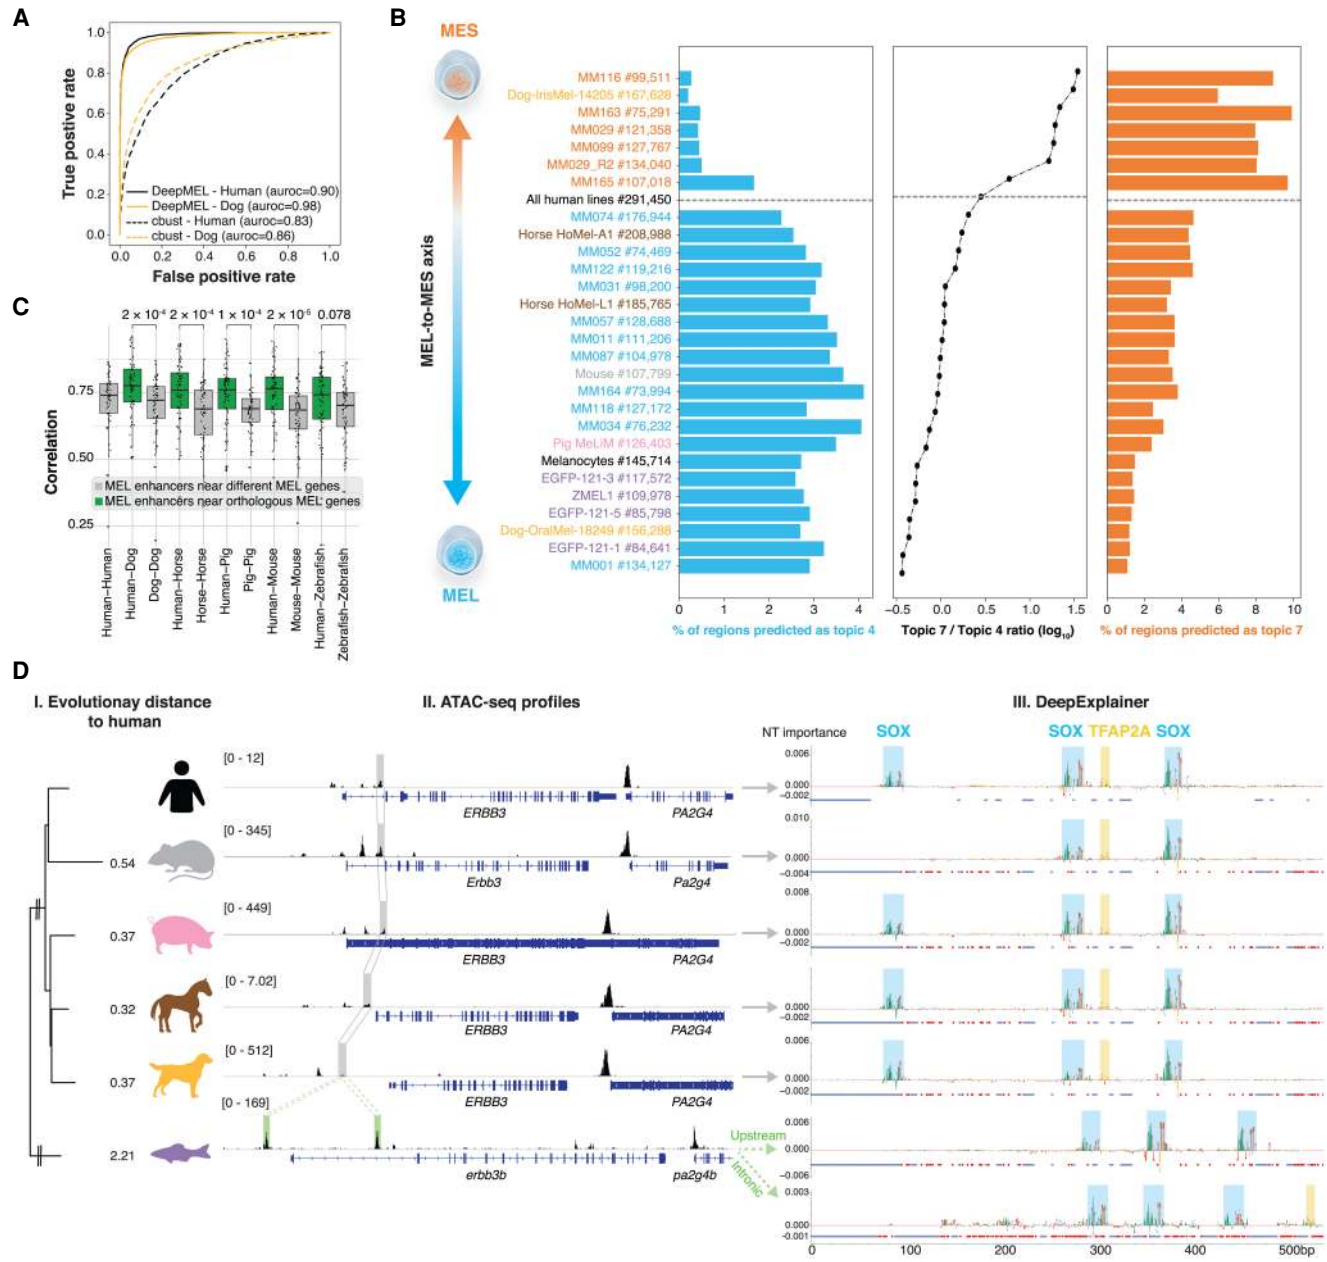 A
True positive rate
1.0
0.8
0.6
0.4
0.2
0.0
DeepMEL - Human (auroc=0.90)
DeepMEL - Dog (auroc=0.98)
cbust - Human (auroc=0.83)
cbust - Dog (auroc=0.86)
0.0 0.2 0.4 0.6 0.8 1.0
False positive rate
B
MES
MEL-to-MES axis
MEL
MM116 #99,511
Dog-IrisMel-14205 #167,628
MM163 #75,291
MM029 #121,358
MM099 #127,767
MM029_R2 #134,040
MM165 #107,018
All human lines #291,450
MM074 #176,944
Horse HoMel-A1 #208,988
MM052 #74,469
MM122 #119,216
MM031 #98,200
Horse HoMel-L1 #185,765
MM057 #128,688
MM011 #111,206
MM087 #104,978
Mouse #107,799
MM164 #73,994
MM118 #127,172
MM034 #76,232
Pig MeLiM #126,403
Melanocytes #145,714
EGFP-121-3 #117,572
ZMEL1 #109,978
EGFP-121-5 #85,798
Dog-OralMel-18249 #156,288
EGFP-121-1 #84,641
MM001 #134,127
0 1 2 3 4
% of regions predicted as topic 4
−0.5 0.0 0.5 1.0 1.5
Topic 7 / Topic 4 ratio (log10)
0 2 4 6 8 10
% of regions predicted as topic 7
C
2 × 10⁻⁴ 2 × 10⁻⁴ 1 × 10⁻⁴ 2 × 10⁻⁵ 0.078
Correlation
0.75
0.50
0.25
MEL enhancers near different MEL genes
MEL enhancers near orthologous MEL genes
Human−Human
Human−Dog
Dog−Dog
Human−Horse
Horse−Horse
Human−Pig
Pig−Pig
Human−Mouse
Mouse−Mouse
Human−Zebrafish
Zebrafish−Zebrafish
D
I. Evolutionay distance
to human
II. ATAC-seq profiles
III. DeepExplainer
NT importance SOX SOX TFAP2A SOX
[0 - 12]
ERBB3 PA2G4
0.006
0.000
−0.002
0.54
[0 - 345]
Erbb3 Pa2g4
0.010
0.000
−0.004
0.37
[0 - 449]
ERBB3 PA2G4
0.008
0.000
−0.002
0.32
[0 - 7.02]
ERBB3 PA2G4
0.006
0.000
−0.002
0.37
[0 - 512]
ERBB3 PA2G4
0.006
0.000
−0.002
2.21
[0 - 169]
erbb3b pa2g4b
Upstream
Intronic
0.006
0.000
−0.006
0.003
0.000
−0.001
0 100 200 300 400 500bp